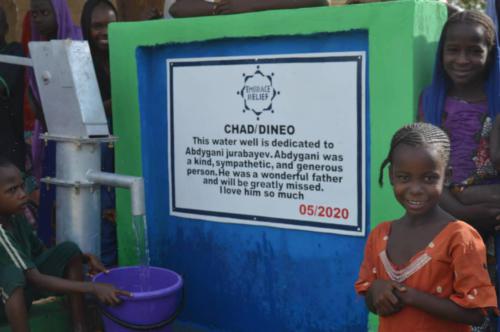 EMBRACE
RELIEF
CHAD/DINEO
This water well is dedicated to
Abdygani jurabayev. Abdygani was
a kind, sympathetic, and generous
person. He was a wonderful father
and will be greatly missed.
I love him so much
05/2020